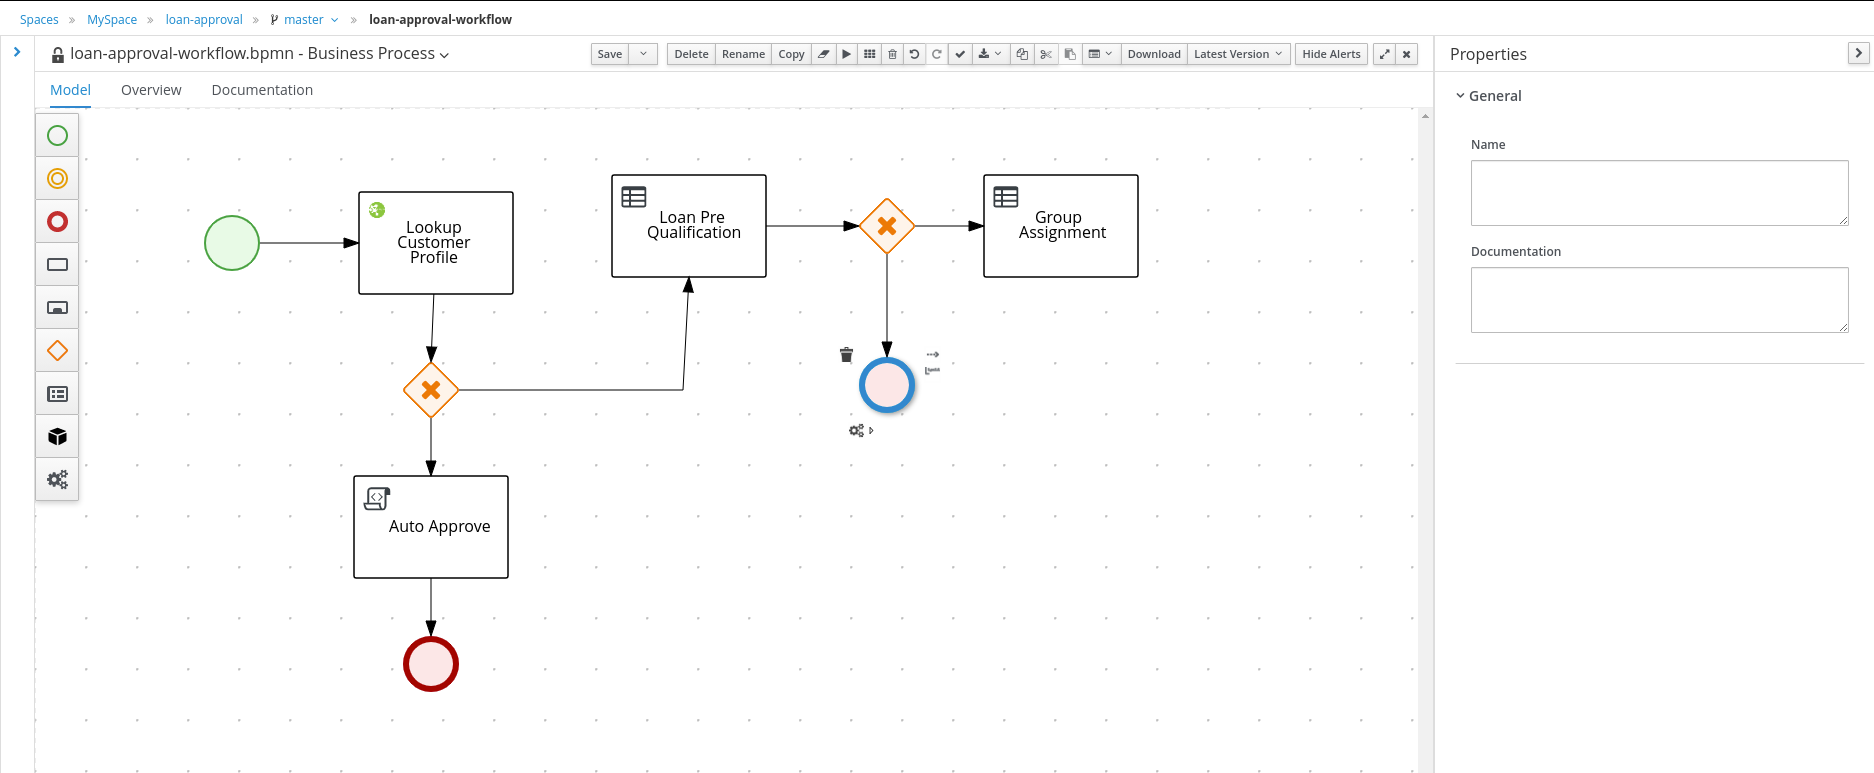 Spaces » MySpace » loan-approval » master » loan-approval-workflow
loan-approval-workflow.bpmn - Business Process
Save
Delete Rename Copy
Download Latest Version
Hide Alerts
Properties
Model Overview Documentation
General
Name
Documentation
Lookup
Customer
Profile
Loan Pre
Qualification
Group
Assignment
Auto Approve